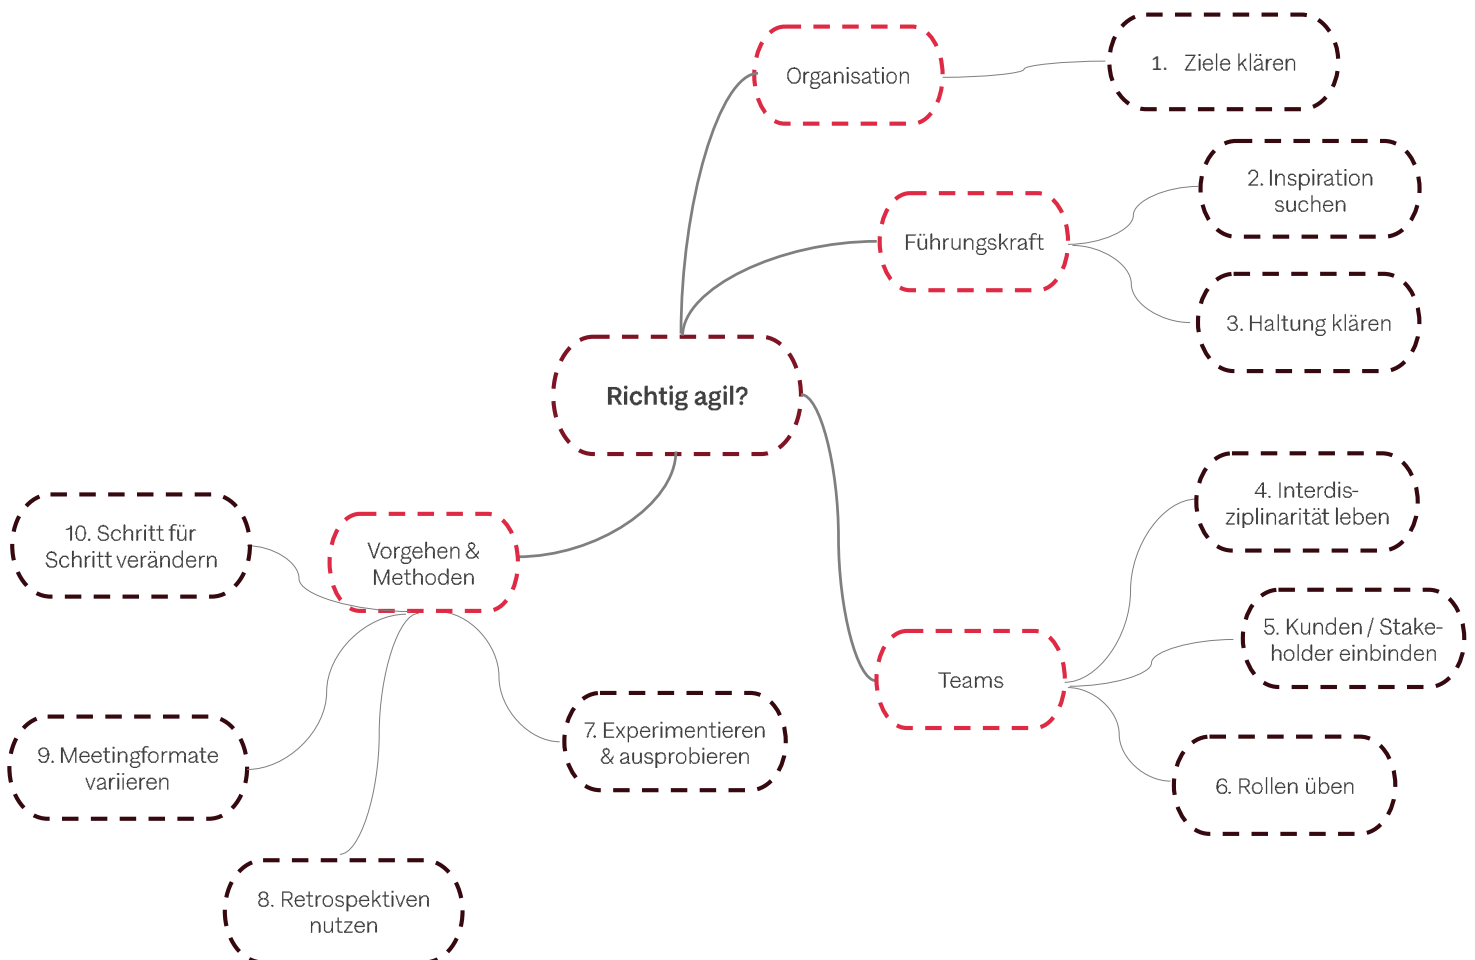 Richtig agil?
Organisation
1. Ziele klären
Führungskraft
2. Inspiration
suchen
3. Haltung klären
Teams
4. Interdis-
ziplinarität leben
5. Kunden / Stake-
holder einbinden
6. Rollen üben
Vorgehen &
Methoden
7. Experimentieren
& ausprobieren
8. Retrospektiven
nutzen
9. Meetingformate
variieren
10. Schritt für
Schritt verändern